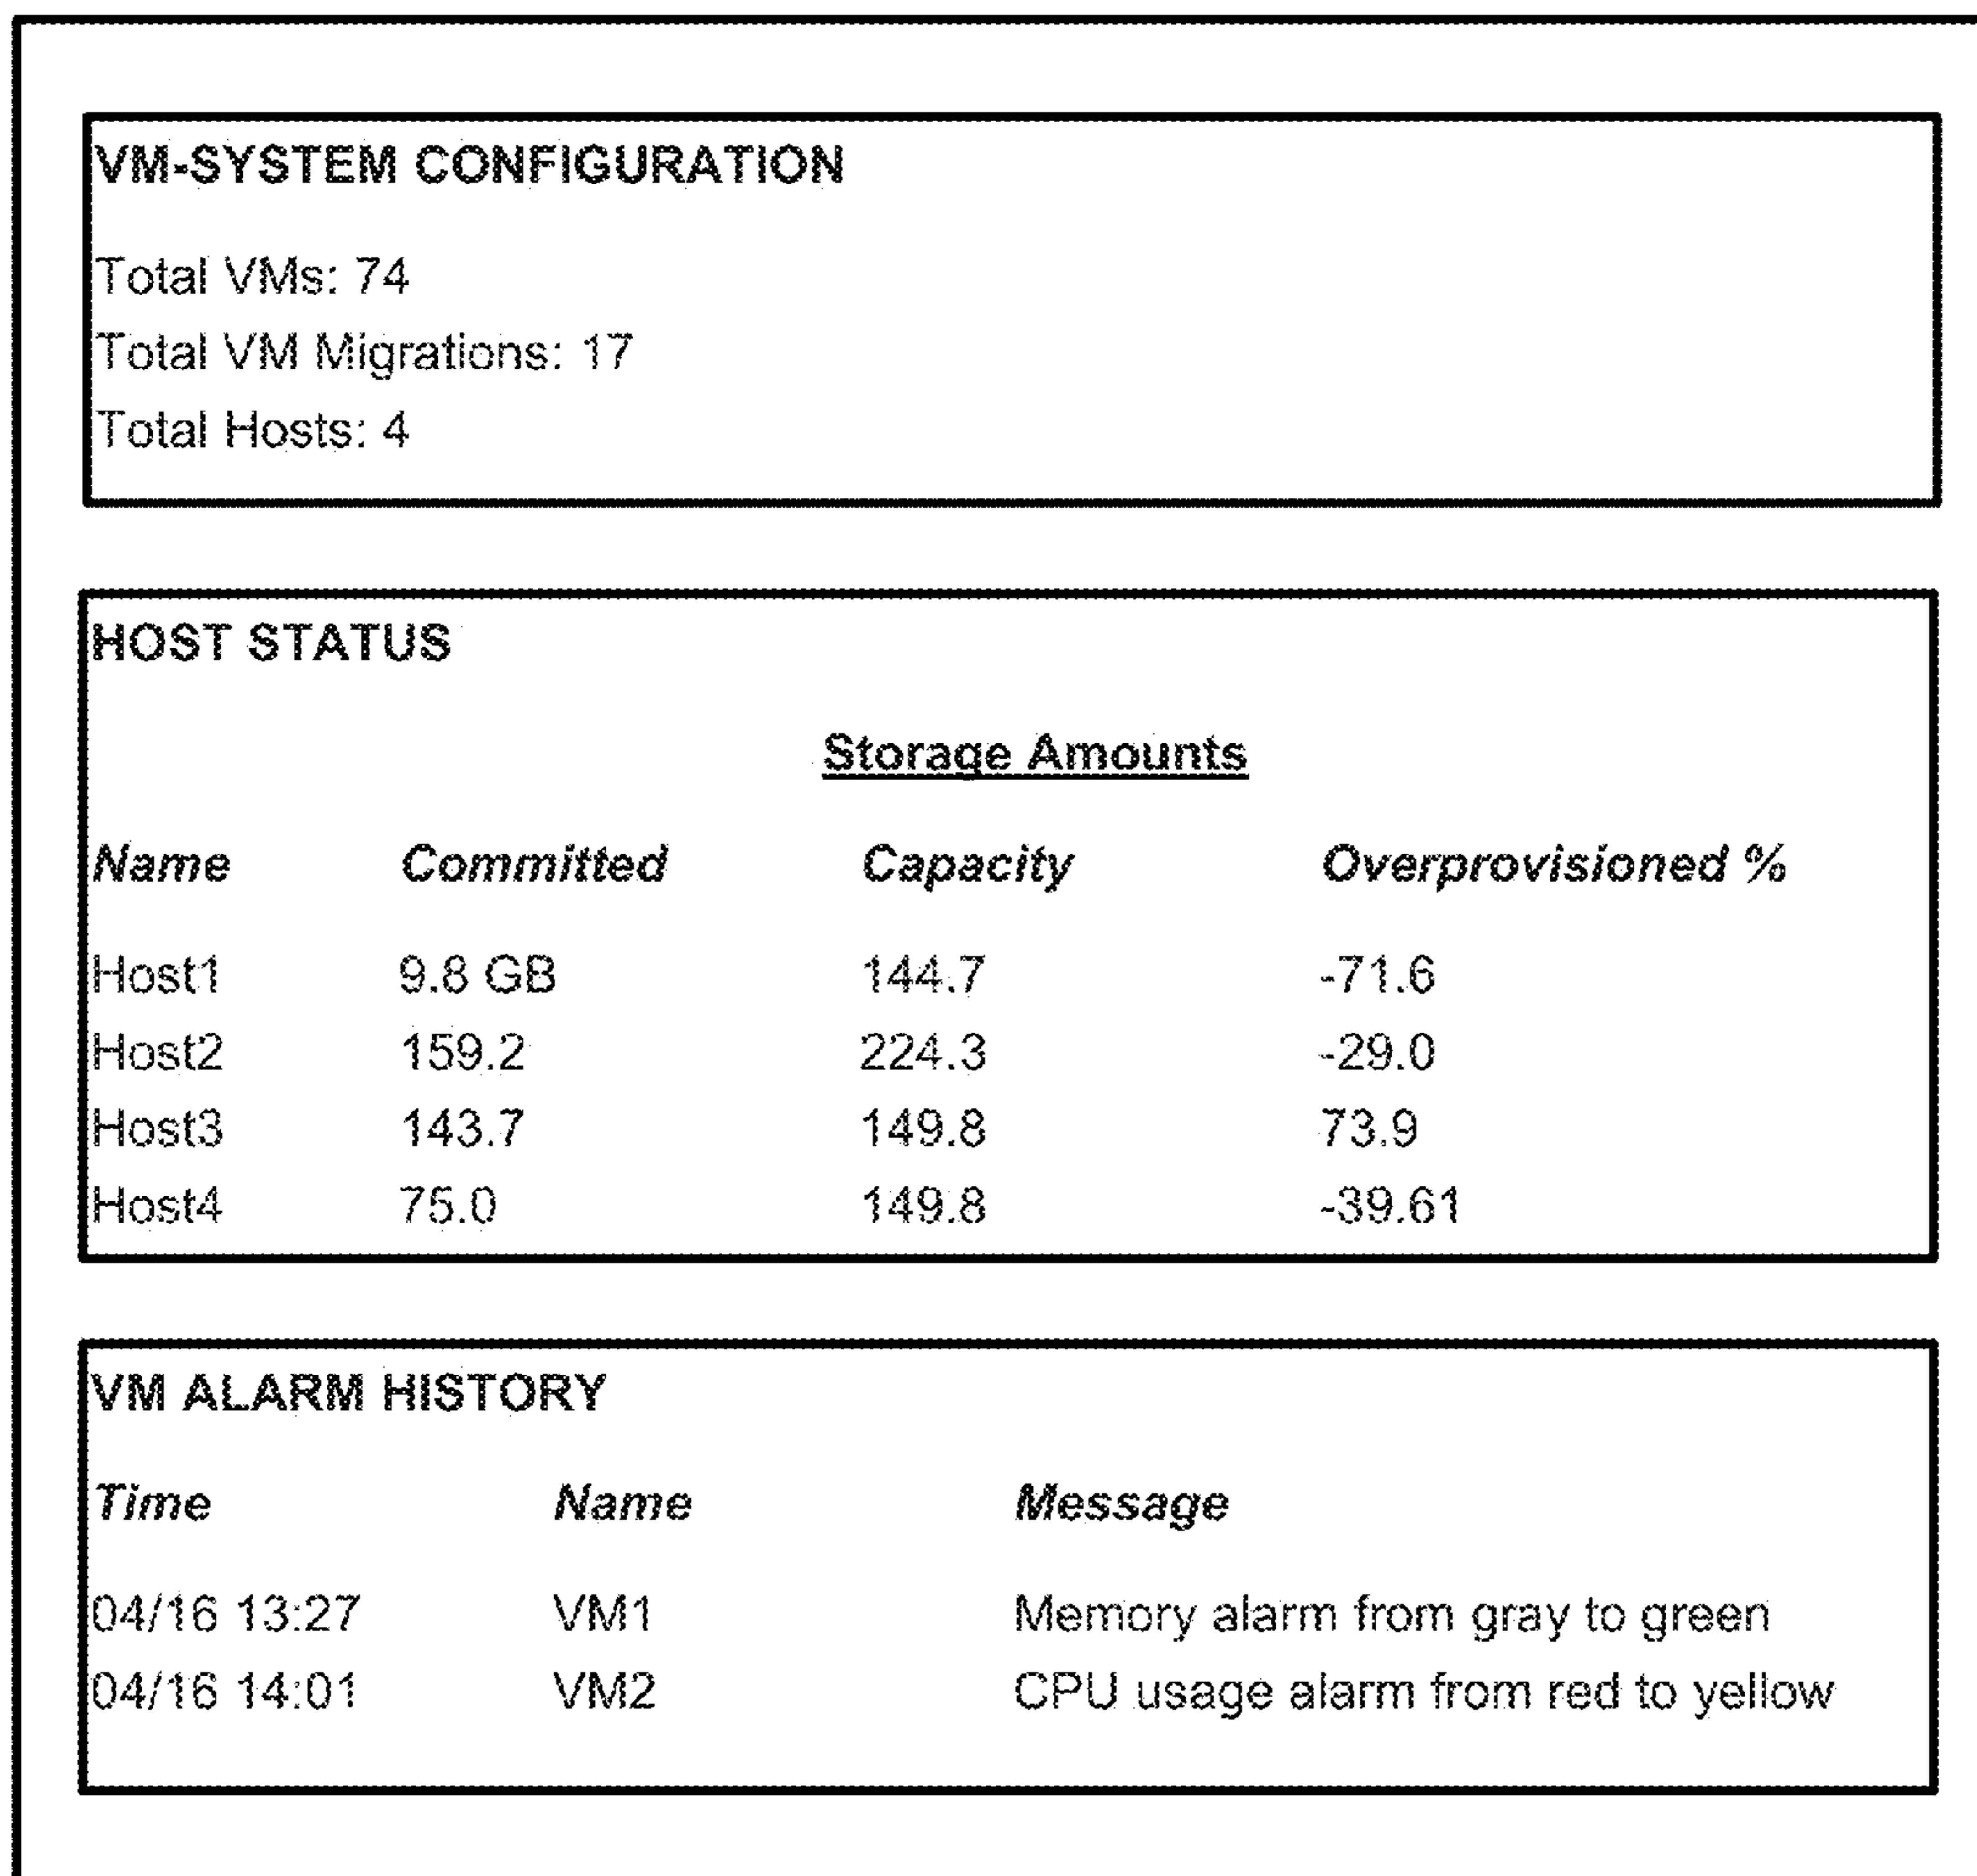 VM-SYSTEM CONFIGURATION
Total VMs: 74
Total VM Migrations: 17
Total Hosts: 4
HOST STATUS
Storage Amounts
Name Committed Capacity Overprovisioned %
Host1 9.8 GB 144.7 -71.6
Host2 159.2 224.3 -29.0
Host3 143.7 149.8 73.9
Host4 75.0 149.8 -39.61
VM ALARM HISTORY
Time Name Message
04/16 13:27 VM1 Memory alarm from gray to green
04/16 14:01 VM2 CPU usage alarm from red to yellow